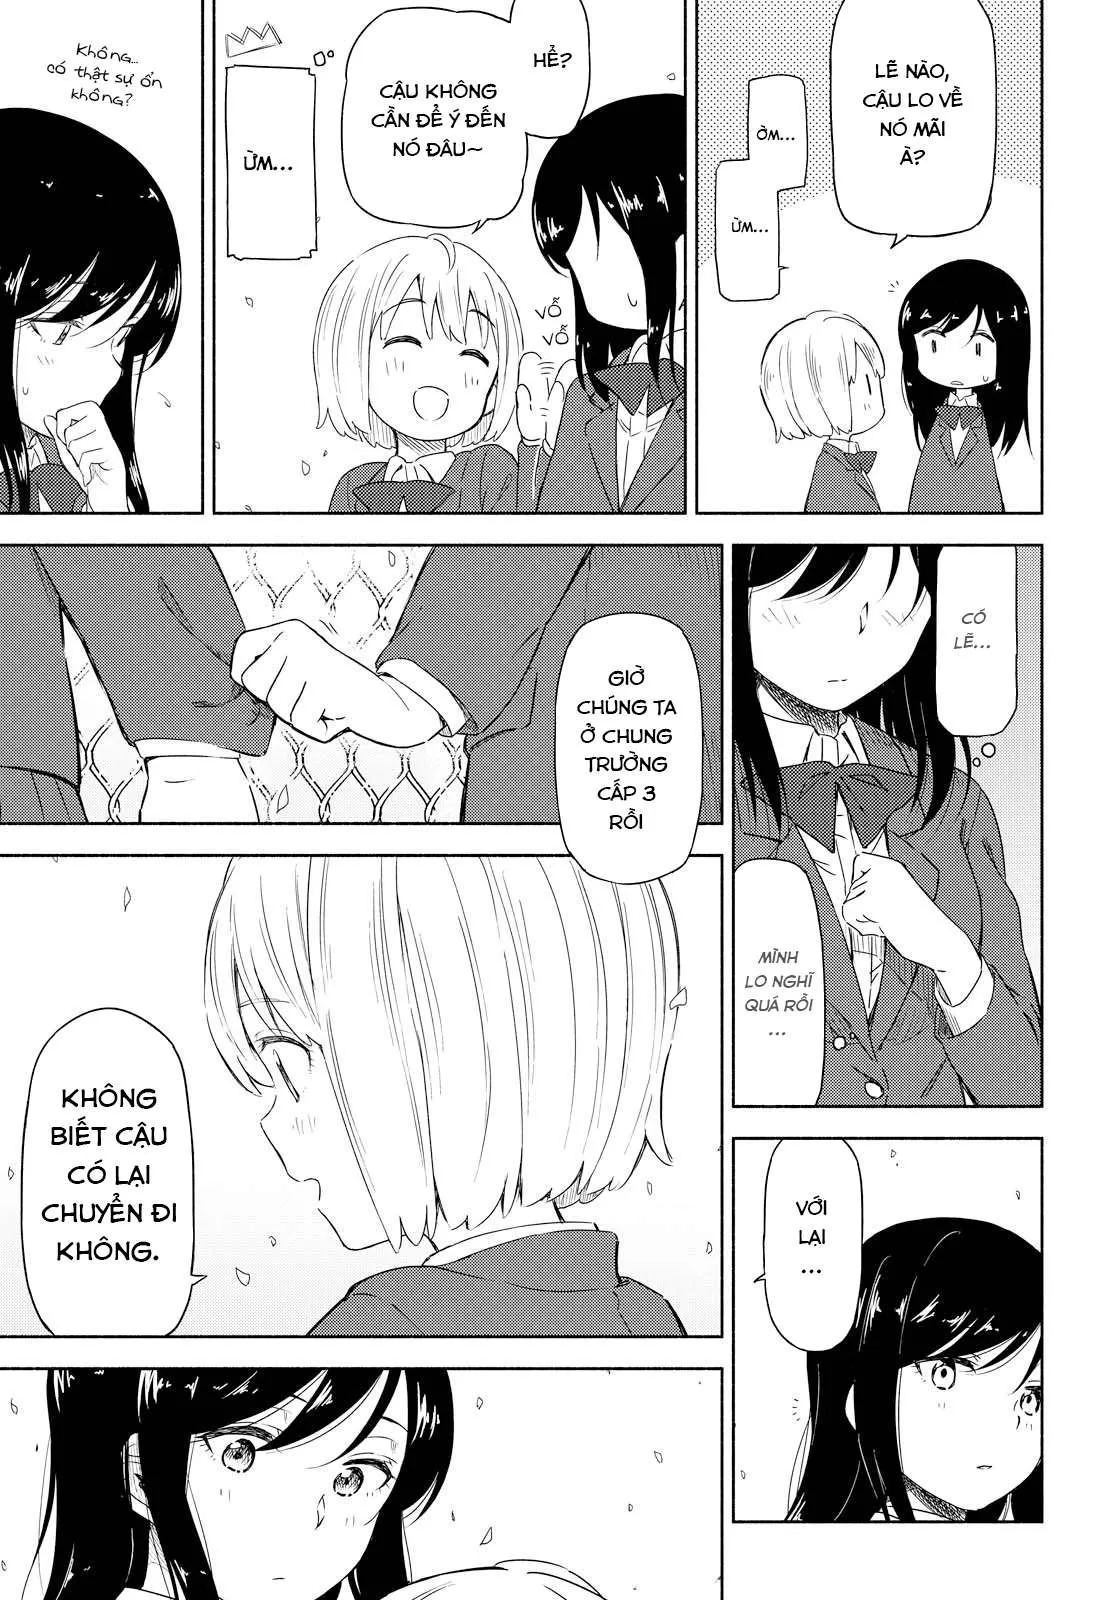 LẼ NÀO,
CẬU LO VỀ
NÓ MÃI
À?
ỜM...
ỪM...
HỂ?
CẬU KHÔNG
CẦN ĐỂ Ý ĐẾN
NÓ ĐÂU~
VỖ
VỖ
ỪM...
Không...
có thật sự ổn
không?
CÓ
LẼ...
MÌNH
LO NGHĨ
QUÁ RỒI
...
GIỜ
CHÚNG TA
Ở CHUNG
TRƯỜNG
CẤP 3
RỒI
VỚI
LẠI
...
KHÔNG
BIẾT CẬU
CÓ LẠI
CHUYỂN ĐI
KHÔNG.